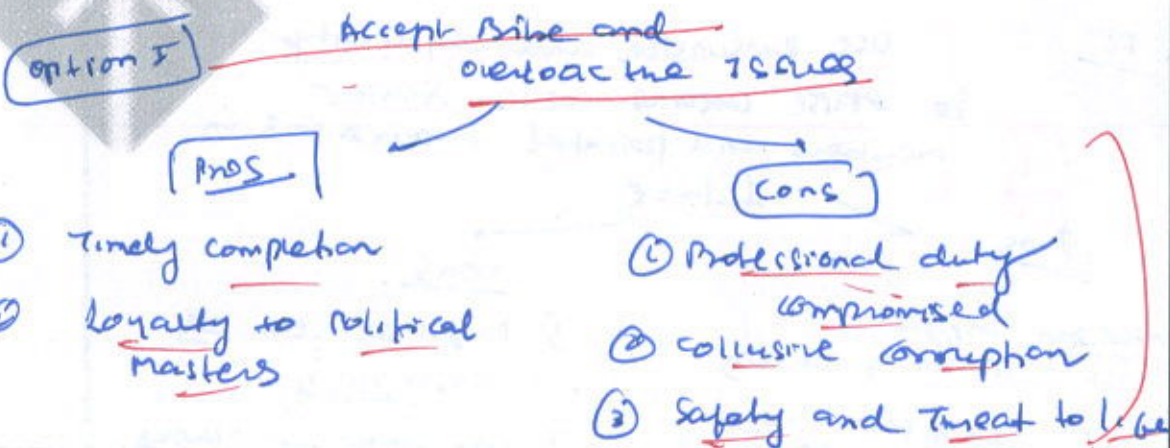 Option I
Accept Bribe and
overlook the Issues
Pros
① Timely completion
② Loyalty to Political
Masters
Cons
① Professional duty
compromised
② Collusive corruption
③ Safety and Threat to life